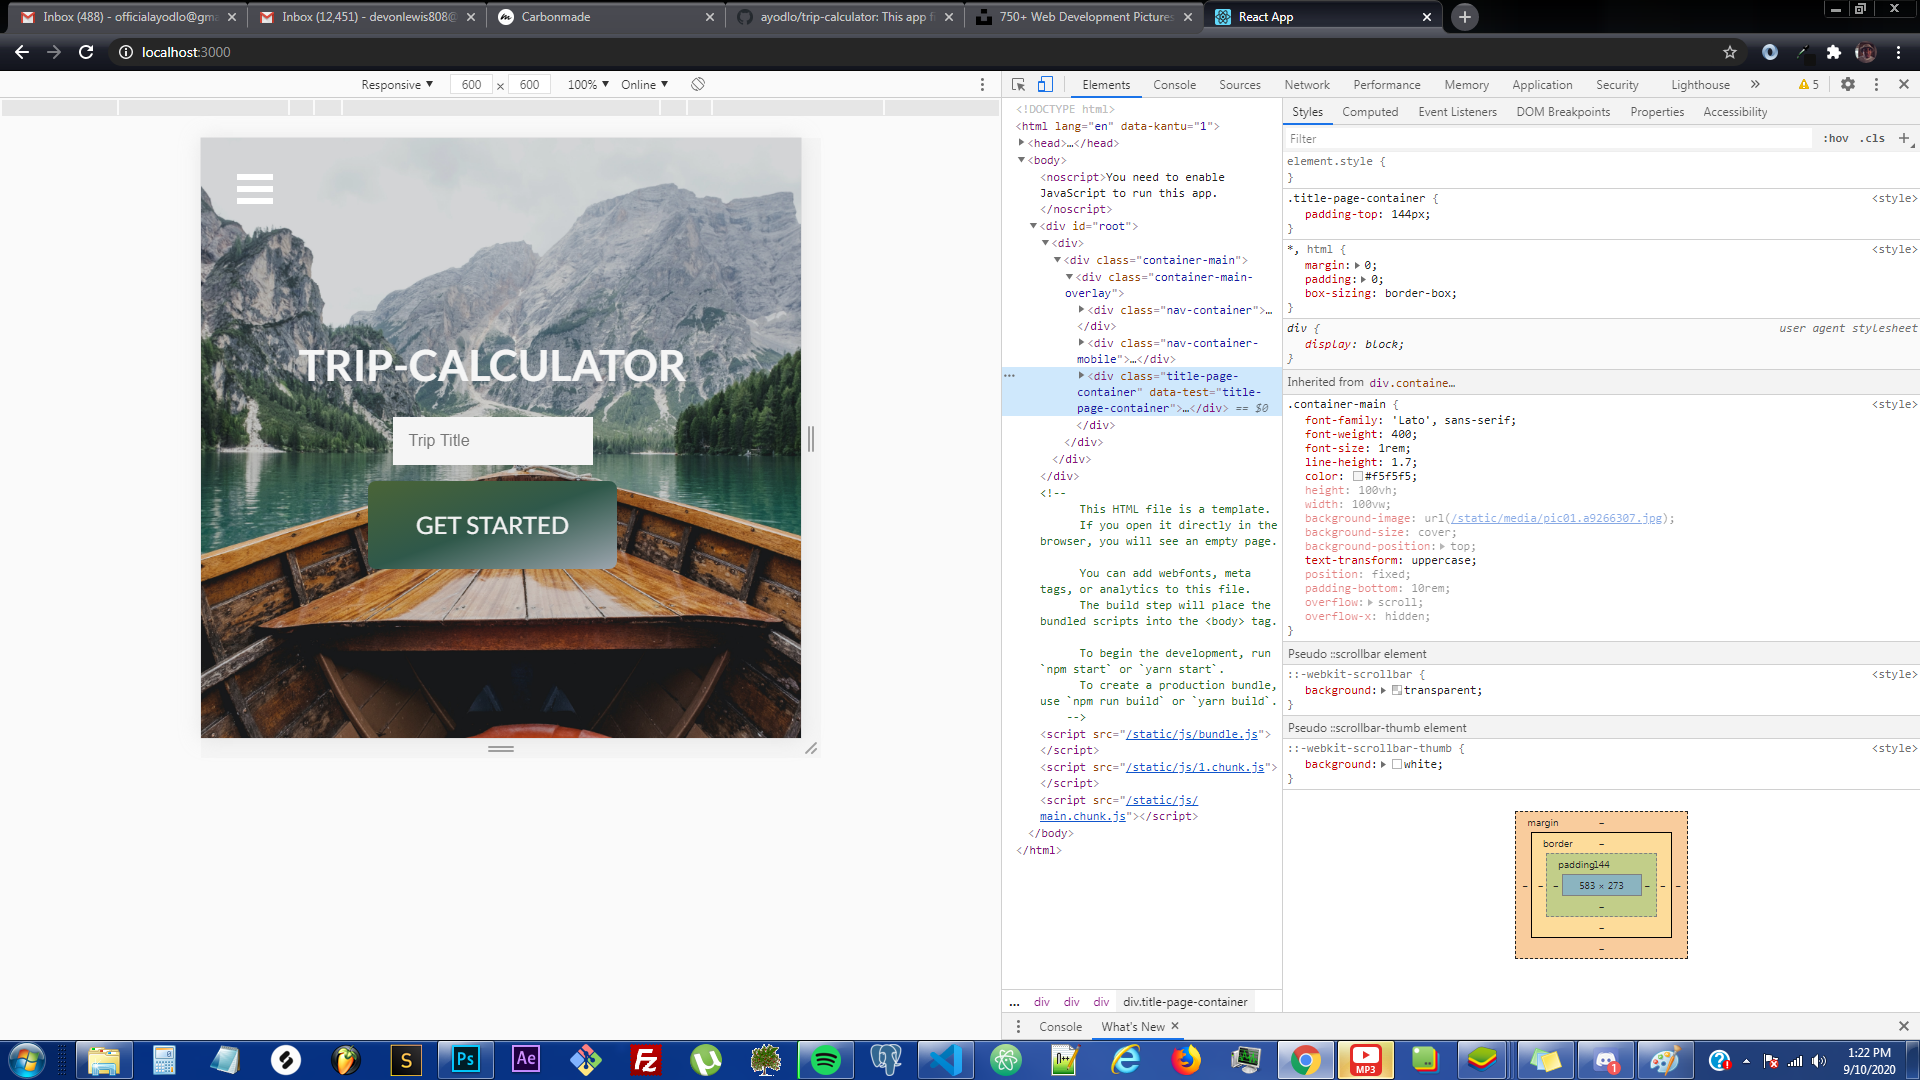 Inbox (488) - officialayodlo@gma
Inbox (12,451) - devonlewis808@
Carbonmade
ayodlo/trip-calculator: This app f
750+ Web Development Pictures
React App
localhost:3000
Responsive
600
×
600
100%
Online
Elements
Console
Sources
Network
Performance
Memory
Application
Security
Lighthouse
»
5
TRIP-CALCULATOR
Trip Title
GET STARTED
<!DOCTYPE html>
<html lang="en" data-kantu="1">
<head>…</head>
<body>
<noscript>You need to enable
JavaScript to run this app.
</noscript>
<div id="root">
<div>
<div class="container-main">
<div class="container-main-
overlay">
<div class="nav-container">…
</div>
<div class="nav-container-
mobile">…</div>
<div class="title-page-
container" data-test="title-
page-container">…</div> == $0
</div>
</div>
</div>
</div>
<!--
This HTML file is a template.
If you open it directly in the
browser, you will see an empty page.
You can add webfonts, meta
tags, or analytics to this file.
The build step will place the
bundled scripts into the <body> tag.
To begin the development, run
`npm start` or `yarn start`.
To create a production bundle,
use `npm run build` or `yarn build`.
-->
<script src="/static/js/bundle.js">
</script>
<script src="/static/js/1.chunk.js">
</script>
<script src="/static/js/
main.chunk.js"></script>
</body>
</html>
... div div div div.title-page-container
Console
What's New
Styles
Computed
Event Listeners
DOM Breakpoints
Properties
Accessibility
Filter
:hov .cls +
element.style {
}
.title-page-container { <style>
padding-top: 144px;
}
*, html { <style>
margin: 0;
padding: 0;
box-sizing: border-box;
}
div { user agent stylesheet
display: block;
}
Inherited from div.containe…
.container-main { <style>
font-family: 'Lato', sans-serif;
font-weight: 400;
font-size: 1rem;
line-height: 1.7;
color: #f5f5f5;
height: 100vh;
width: 100vw;
background-image: url(/static/media/pic01.a9266307.jpg);
background-size: cover;
background-position: top;
text-transform: uppercase;
position: fixed;
padding-bottom: 10rem;
overflow: scroll;
overflow-x: hidden;
}
Pseudo ::scrollbar element
::-webkit-scrollbar { <style>
background: transparent;
}
Pseudo ::scrollbar-thumb element
::-webkit-scrollbar-thumb { <style>
background: white;
}
margin –
border –
padding144
– – – 583 × 273 – – –
–
–
–
S
Ps
Ae
Fz
MP3
1
1:22 PM
9/10/2020